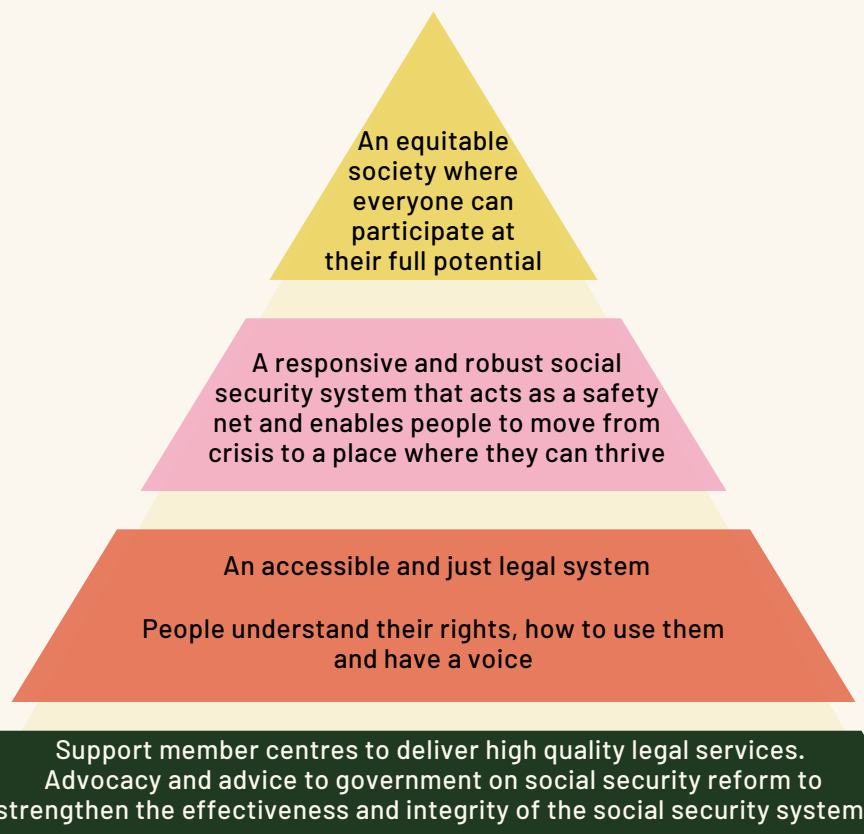 An equitable
society where
everyone can
participate at
their full potential
A responsive and robust social
security system that acts as a safety
net and enables people to move from
crisis to a place where they can thrive
An accessible and just legal system
People understand their rights, how to use them
and have a voice
Support member centres to deliver high quality legal services.
Advocacy and advice to government on social security reform to
strengthen the effectiveness and integrity of the social security system